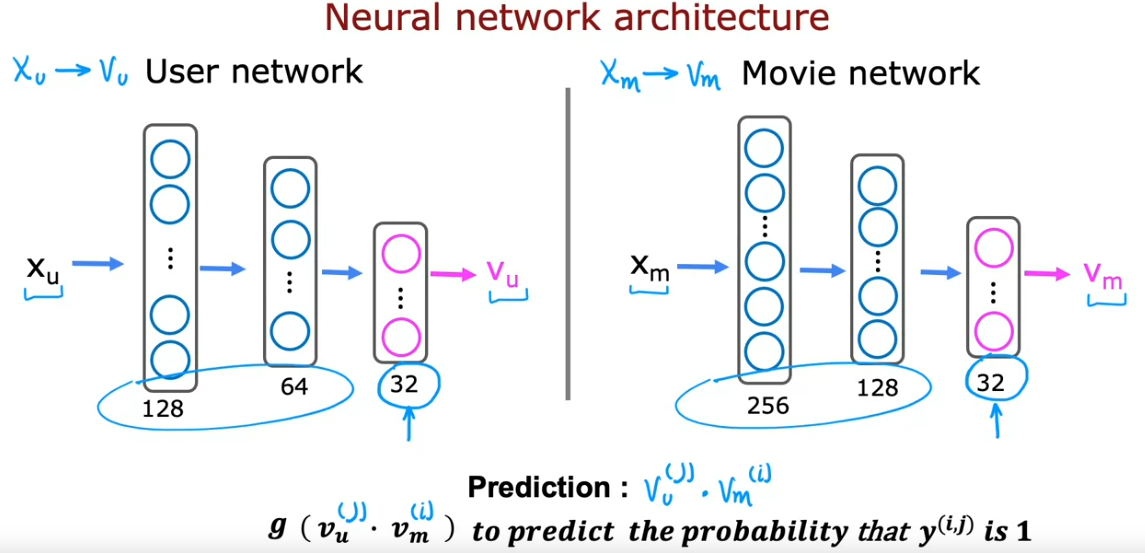 Neural network architecture
Xᵤ → Vᵤ User network
Xₘ → Vₘ Movie network
xᵤ
vᵤ
128
64
32
xₘ
vₘ
256
128
32
Prediction : Vᵤ⁽ʲ⁾ · Vₘ⁽ⁱ⁾
g ( vᵤ⁽ʲ⁾ · vₘ⁽ⁱ⁾ ) to predict the probability that y⁽ⁱ,ʲ⁾ is 1